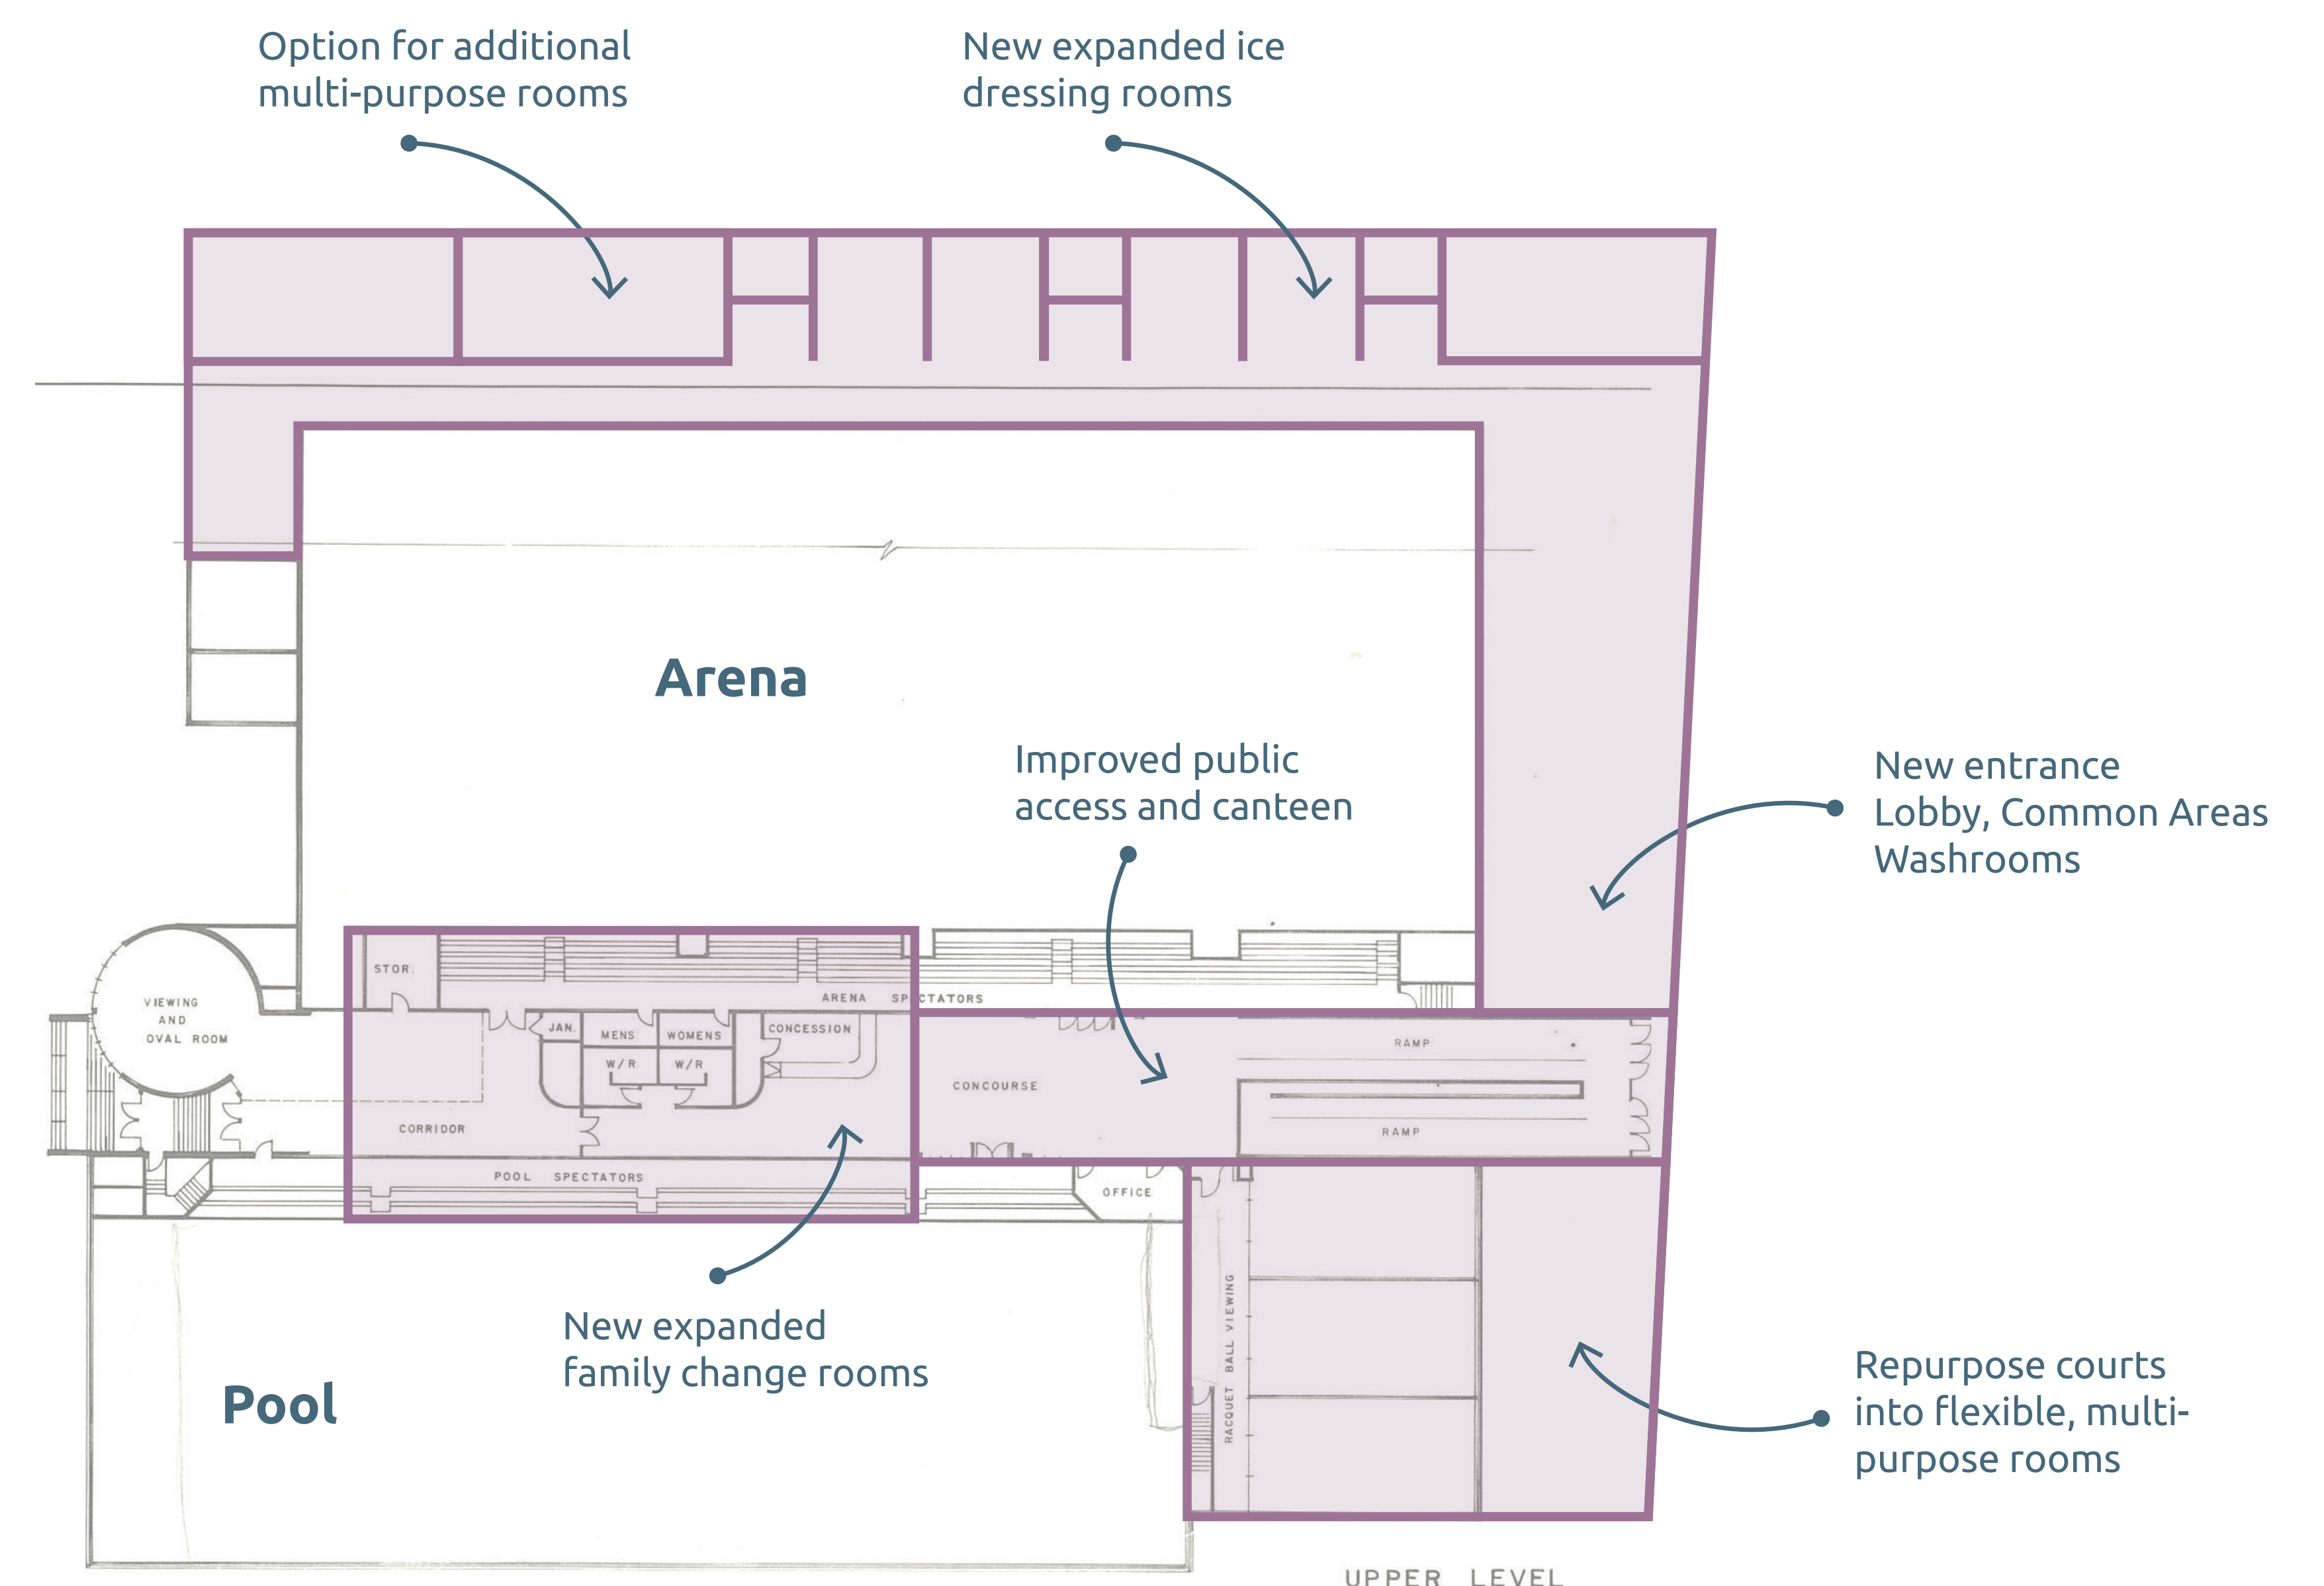 Option for additional
multi-purpose rooms
New expanded ice
dressing rooms
Arena
Improved public
access and canteen
New entrance
Lobby, Common Areas
Washrooms
STOR.
ARENA SPECTATORS
VIEWING
AND
OVAL ROOM
JAN.
MENS
WOMENS
CONCESSION
W/R
W/R
RAMP
CONCOURSE
CORRIDOR
RAMP
POOL SPECTATORS
OFFICE
New expanded
family change rooms
RACQUET BALL VIEWING
Pool
Repurpose courts
into flexible, multi-
purpose rooms
UPPER LEVEL